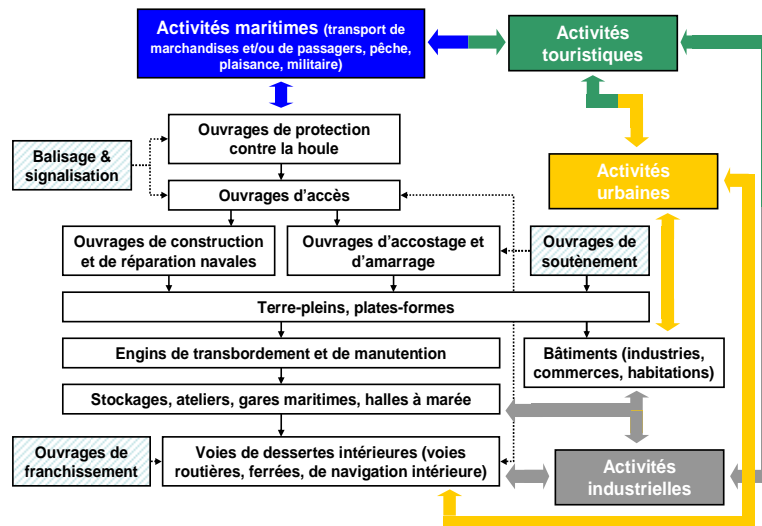 Activités maritimes (transport de
marchandises et/ou de passagers, pêche,
plaisance, militaire)
Activités
touristiques
Ouvrages de protection
contre la houle
Balisage &
signalisation
Activités
urbaines
Ouvrages d'accès
Ouvrages de construction
et de réparation navales
Ouvrages d'accostage et
d'amarrage
Ouvrages de
soutènement
Terre-pleins, plates-formes
Engins de transbordement et de manutention
Bâtiments (industries,
commerces, habitations)
Stockages, ateliers, gares maritimes, halles à marée
Ouvrages de
franchissement
Voies de dessertes intérieures (voies
routières, ferrées, de navigation intérieure)
Activités
industrielles